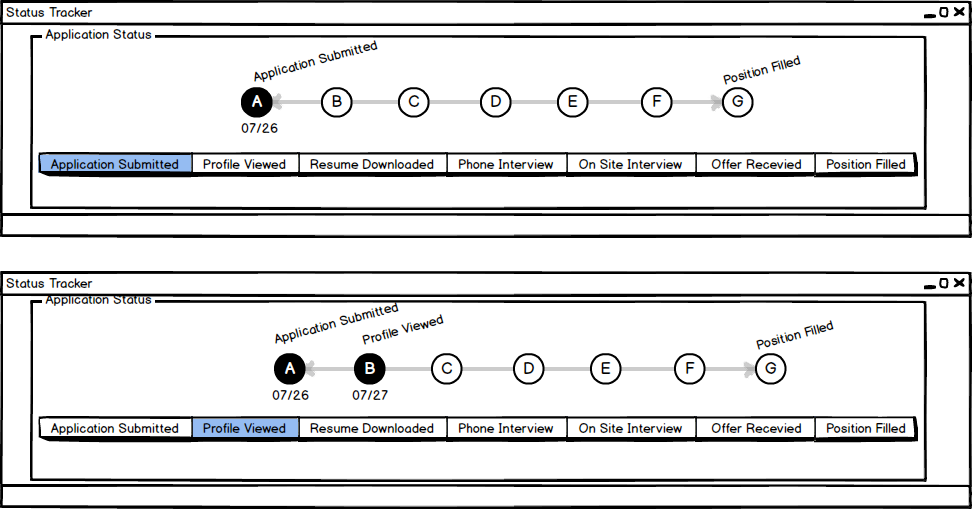 Status Tracker
Application Status
Application Submitted
Position Filled
A B C D E F G
07/26
Application Submitted Profile Viewed Resume Downloaded Phone Interview On Site Interview Offer Recevied Position Filled
Status Tracker
Application Status
Application Submitted
Profile Viewed
Position Filled
A B C D E F G
07/26 07/27
Application Submitted Profile Viewed Resume Downloaded Phone Interview On Site Interview Offer Recevied Position Filled